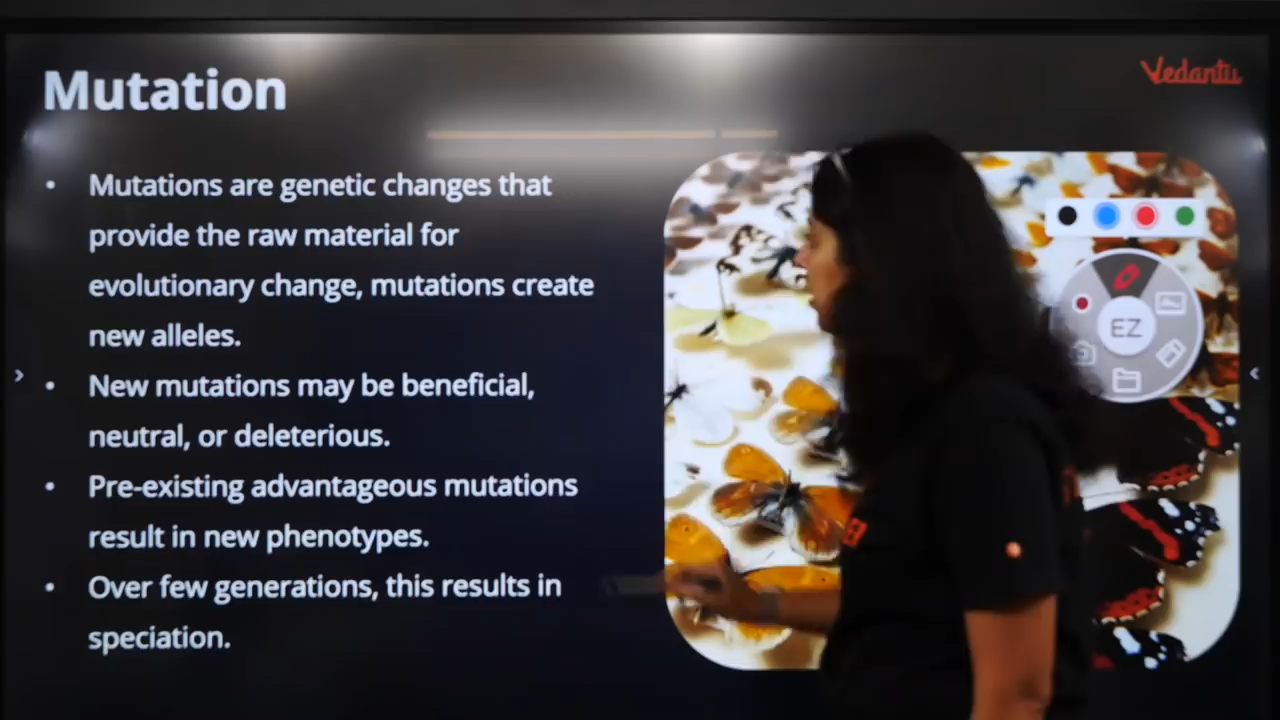 Mutation
Vedantu
• Mutations are genetic changes that
provide the raw material for
evolutionary change, mutations create
new alleles.
• New mutations may be beneficial,
neutral, or deleterious.
• Pre-existing advantageous mutations
result in new phenotypes.
• Over few generations, this results in
speciation.
EZ